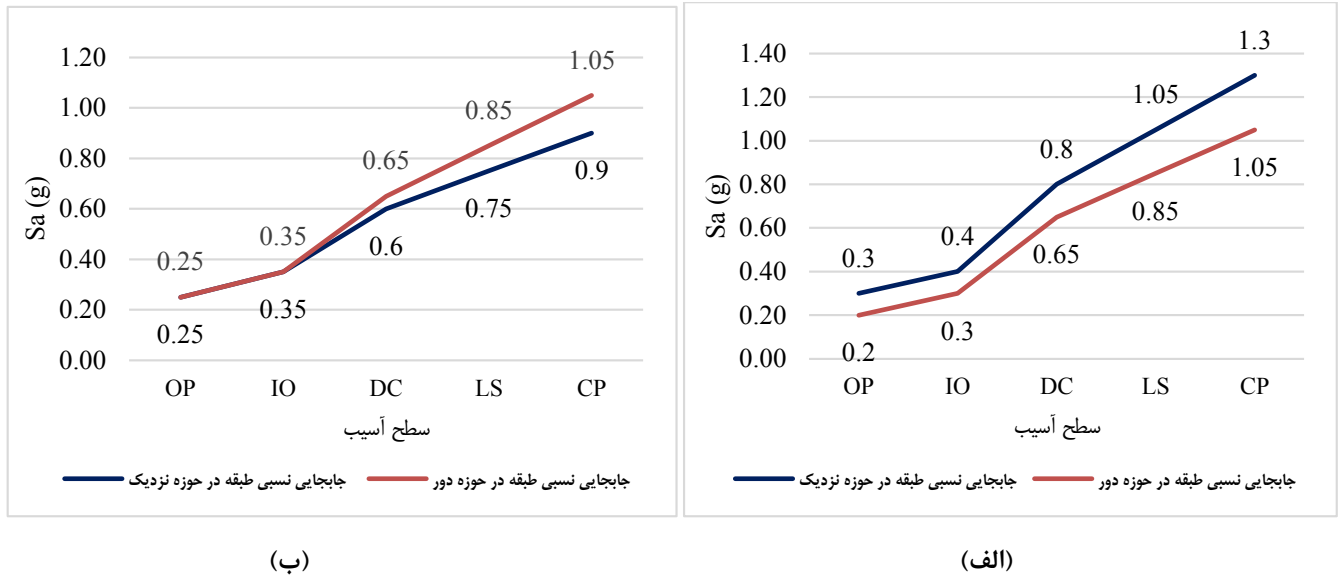 1.20
1.00
0.80
0.60
0.40
0.20
0.00
Sa (g)
0.25
0.35
0.65
0.85
1.05
0.25
0.35
0.6
0.75
0.9
OP IO DC LS CP
سطح آسیب
جابجایی نسبی طبقه در حوزه دور
جابجایی نسبی طبقه در حوزه نزدیک
(ب)
1.40
1.20
1.00
0.80
0.60
0.40
0.20
0.00
Sa (g)
0.3
0.4
0.8
1.05
1.3
0.2
0.3
0.65
0.85
1.05
OP IO DC LS CP
سطح آسیب
جابجایی نسبی طبقه در حوزه دور
جابجایی نسبی طبقه در حوزه نزدیک
(الف)